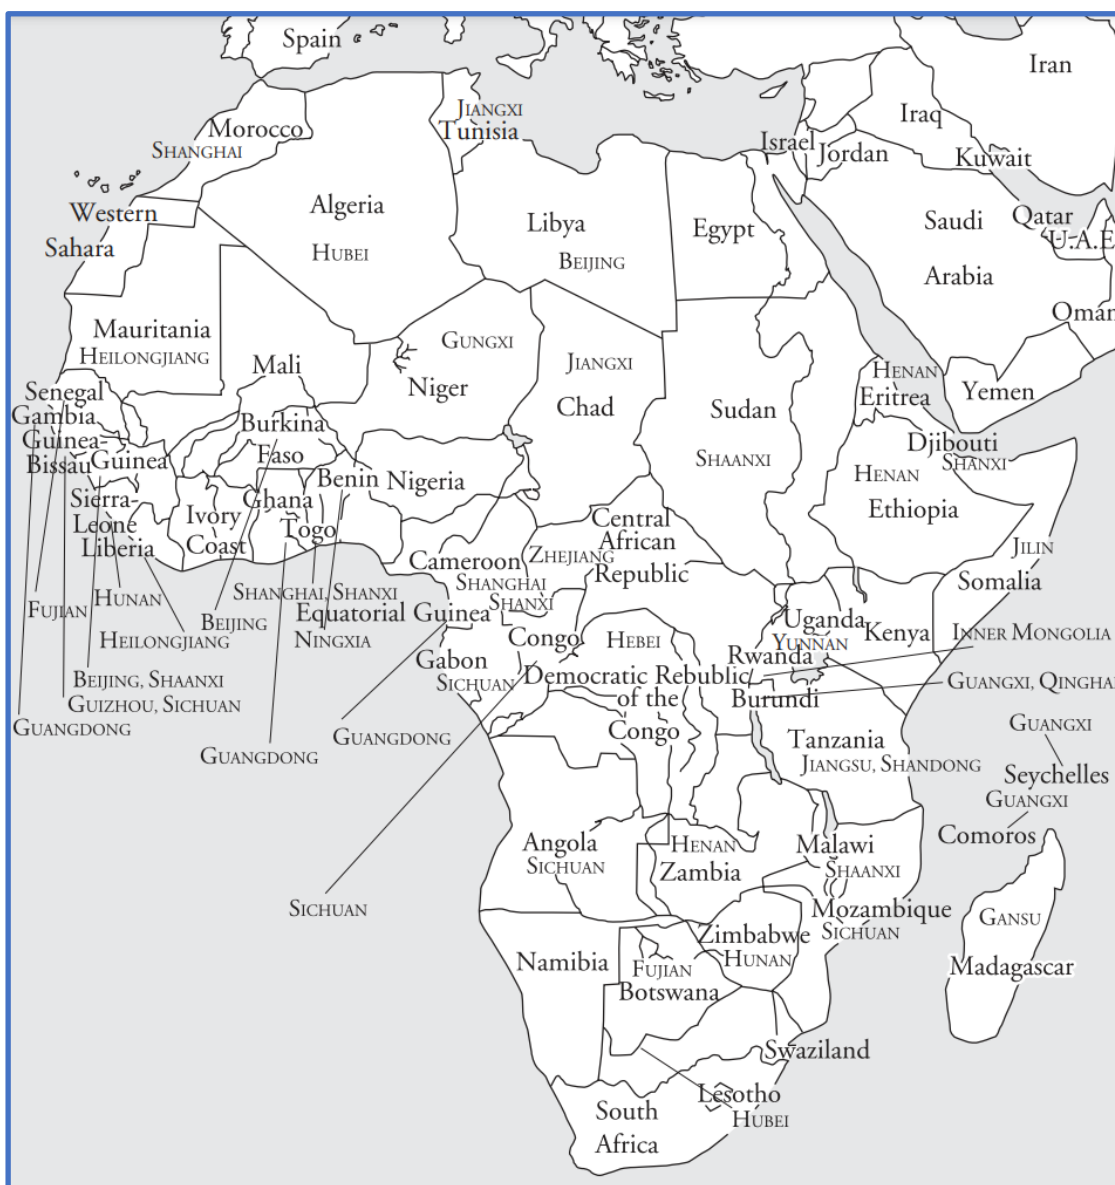 Spain
Iran
JIANGXI
Tunisia
Iraq
Morocco
SHANGHAI
Israel
Jordan
Kuwait
Western
Sahara
Algeria
HUBEI
Libya
BEIJING
Egypt
Saudi
Arabia
Qatar
U.A.E
Omán
Mauritania
HEILONGJIANG
Mali
GUNGXI
Niger
JIANGXI
Chad
Sudan
SHAANXI
HENAN
Eritrea
Yemen
Senegal
Gambia
Guinea-
Bissau
Guinea
Burkina
Faso
Benin
Nigeria
Djibouti
SHANXI
HENAN
Ethiopia
Sierra-
Leone
Liberia
Ivory
Coast
Ghana
Togo
Cameroon
SHANGHAI
SHANXI
ZHEJIANG
Central
African
Republic
JILIN
Somalia
FUJIAN
HUNAN
HEILONGJIANG
BEIJING
SHANGHAI, SHANXI
Equatorial Guinea
NINGXIA
Congo
HEBEI
Uganda
YUNNAN
Kenya
INNER MONGOLIA
BEIJING, SHAANXI
GUIZHOU, SICHUAN
GUANGDONG
GUANGDONG
GUANGDONG
Gabon
SICHUAN
Democratic Republic
of the
Congo
Rwanda
Burundi
GUANGXI, QINGHAI
Tanzania
JIANGSU, SHANDONG
GUANGXI
Seychelles
GUANGXI
Comoros
SICHUAN
Angola
SICHUAN
HENAN
Zambia
Malawi
SHAANXI
Mozambique
SICHUAN
GANSU
Madagascar
Namibia
Zimbabwe
HUNAN
FUJIAN
Botswana
Swaziland
Lesotho
HUBEI
South
Africa